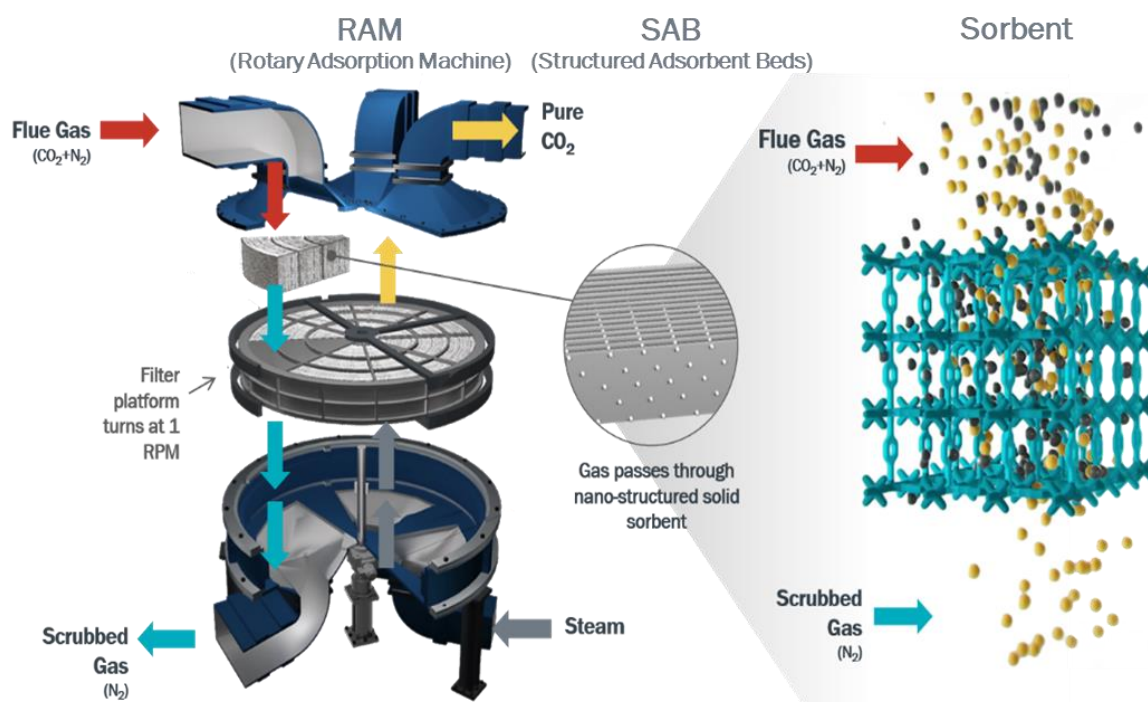 RAM
(Rotary Adsorption Machine)
SAB
(Structured Adsorbent Beds)
Sorbent
Flue Gas
(CO₂+N₂)
Pure
CO₂
Flue Gas
(CO₂+N₂)
Filter
platform
turns at 1
RPM
Gas passes through
nano-structured solid
sorbent
Scrubbed
Gas
(N₂)
Steam
Scrubbed
Gas
(N₂)